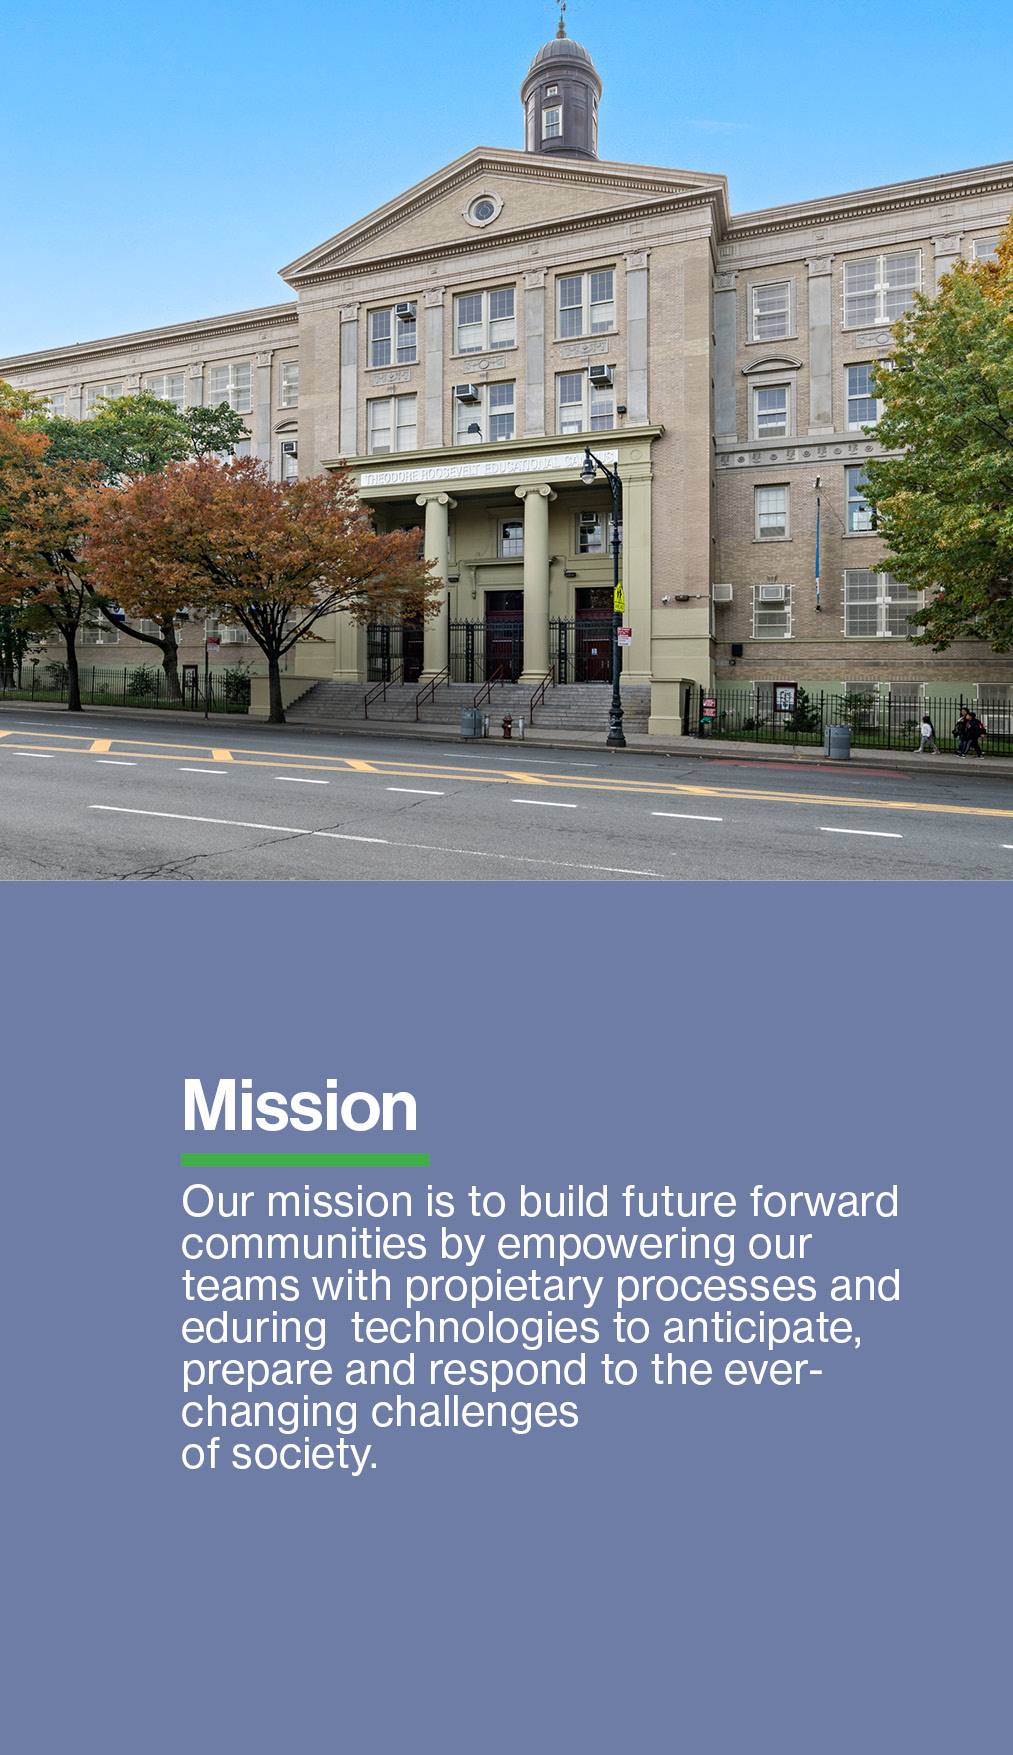 THEODORE ROOSEVELT EDUCATIONAL CAMPUS
Mission
Our mission is to build future forward
communities by empowering our
teams with propietary processes and
eduring  technologies to anticipate,
prepare and respond to the ever-
changing challenges
of society.